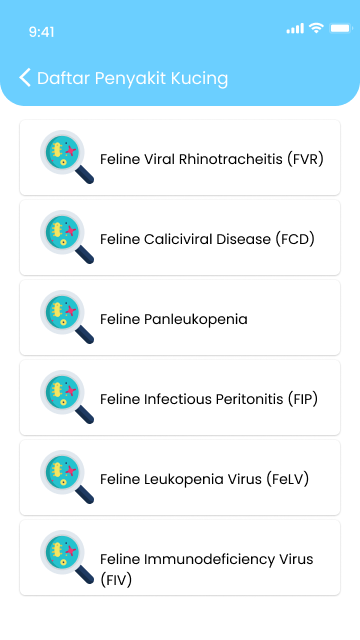 9:41
Daftar Penyakit Kucing
Feline Viral Rhinotracheitis (FVR)
Feline Caliciviral Disease (FCD)
Feline Panleukopenia
Feline Infectious Peritonitis (FIP)
Feline Leukopenia Virus (FeLV)
Feline Immunodeficiency Virus
(FIV)